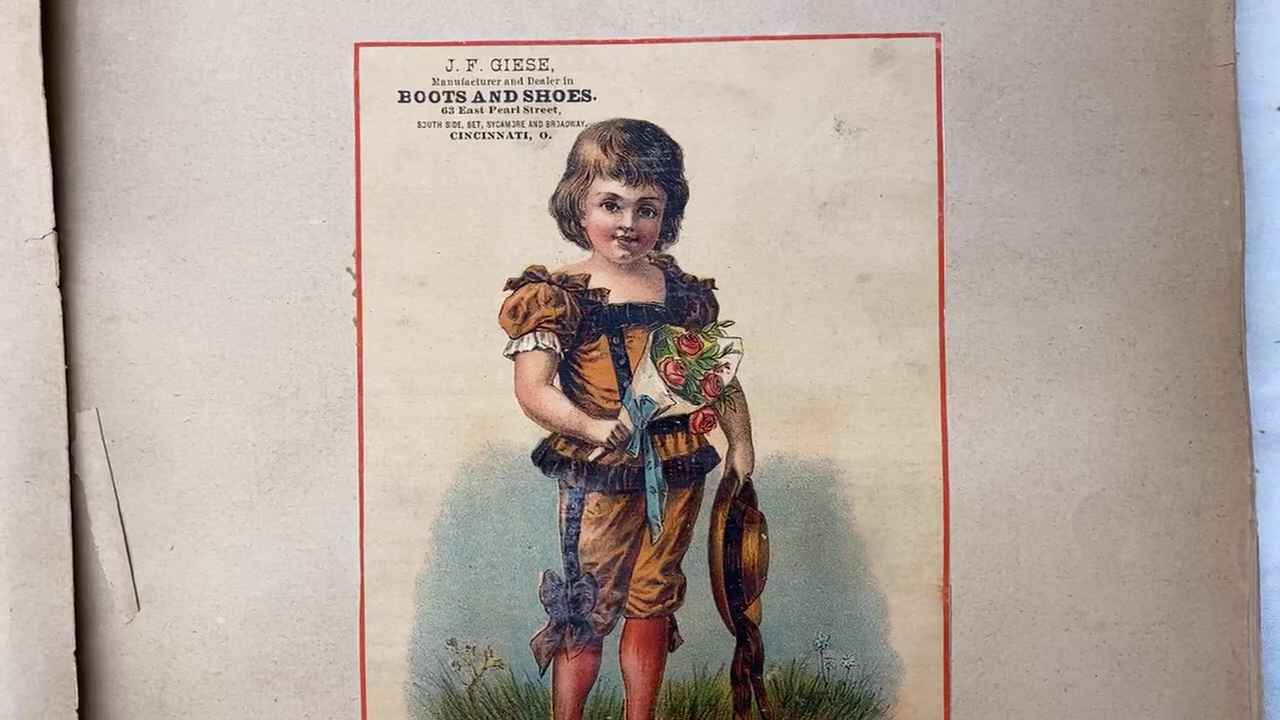 J. F. GIESE,
Manufacturer and Dealer in
BOOTS AND SHOES.
63 East Pearl Street,
SOUTH SIDE, BET, SYCAMORE AND BROADWAY,
CINCINNATI, O.